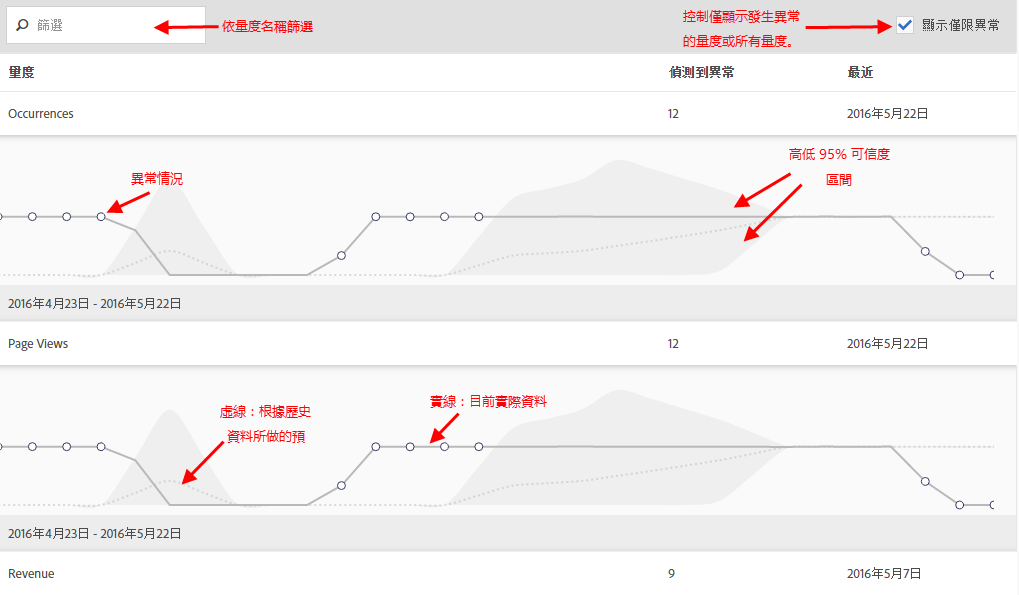 篩選
依量度名稱篩選
控制僅顯示發生異常
的量度或所有量度。
顯示僅限異常
量度 偵測到異常 最近
Occurrences 12 2016年5月22日
高低 95% 可信度
區間
異常情況
2016年4月23日 - 2016年5月22日
Page Views 12 2016年5月22日
虛線：根據歷史
資料所做的預
實線：目前實際資料
2016年4月23日 - 2016年5月22日
Revenue 9 2016年5月7日